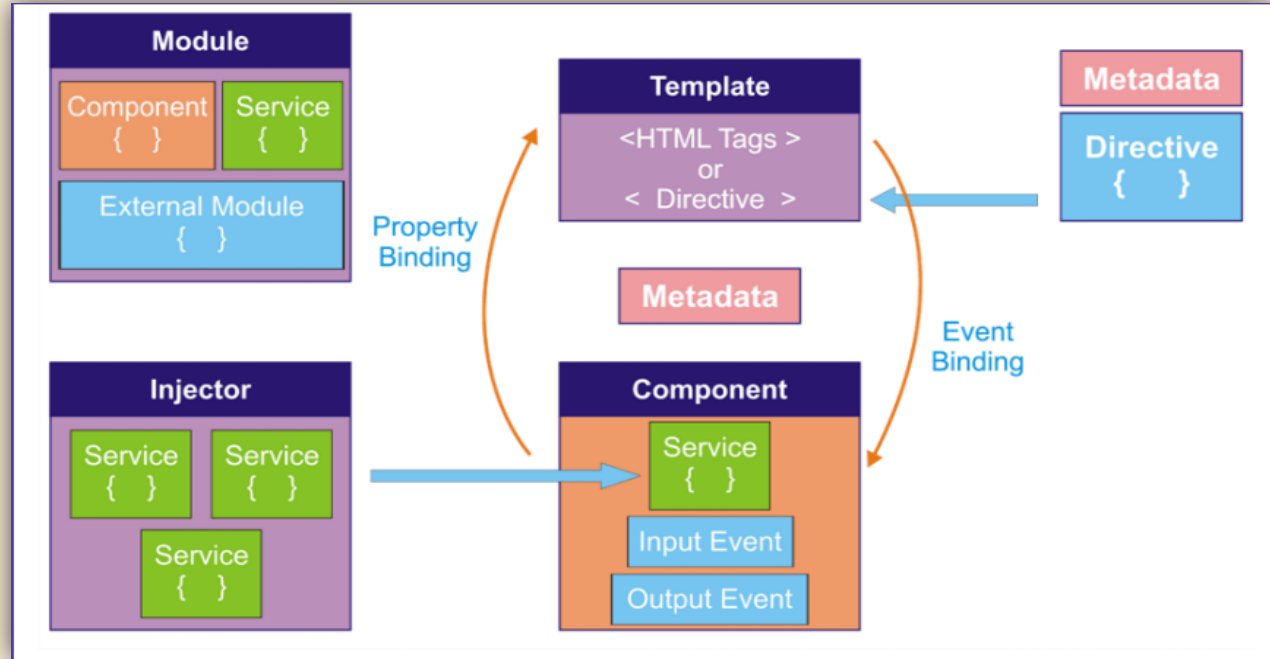 Module
Component
{ }
Service
{ }
External Module
{ }
Template
<HTML Tags >
or
< Directive >
Metadata
Directive
{ }
Property
Binding
Metadata
Event
Binding
Injector
Service
{ }
Service
{ }
Service
{ }
Component
Service
{ }
Input Event
Output Event